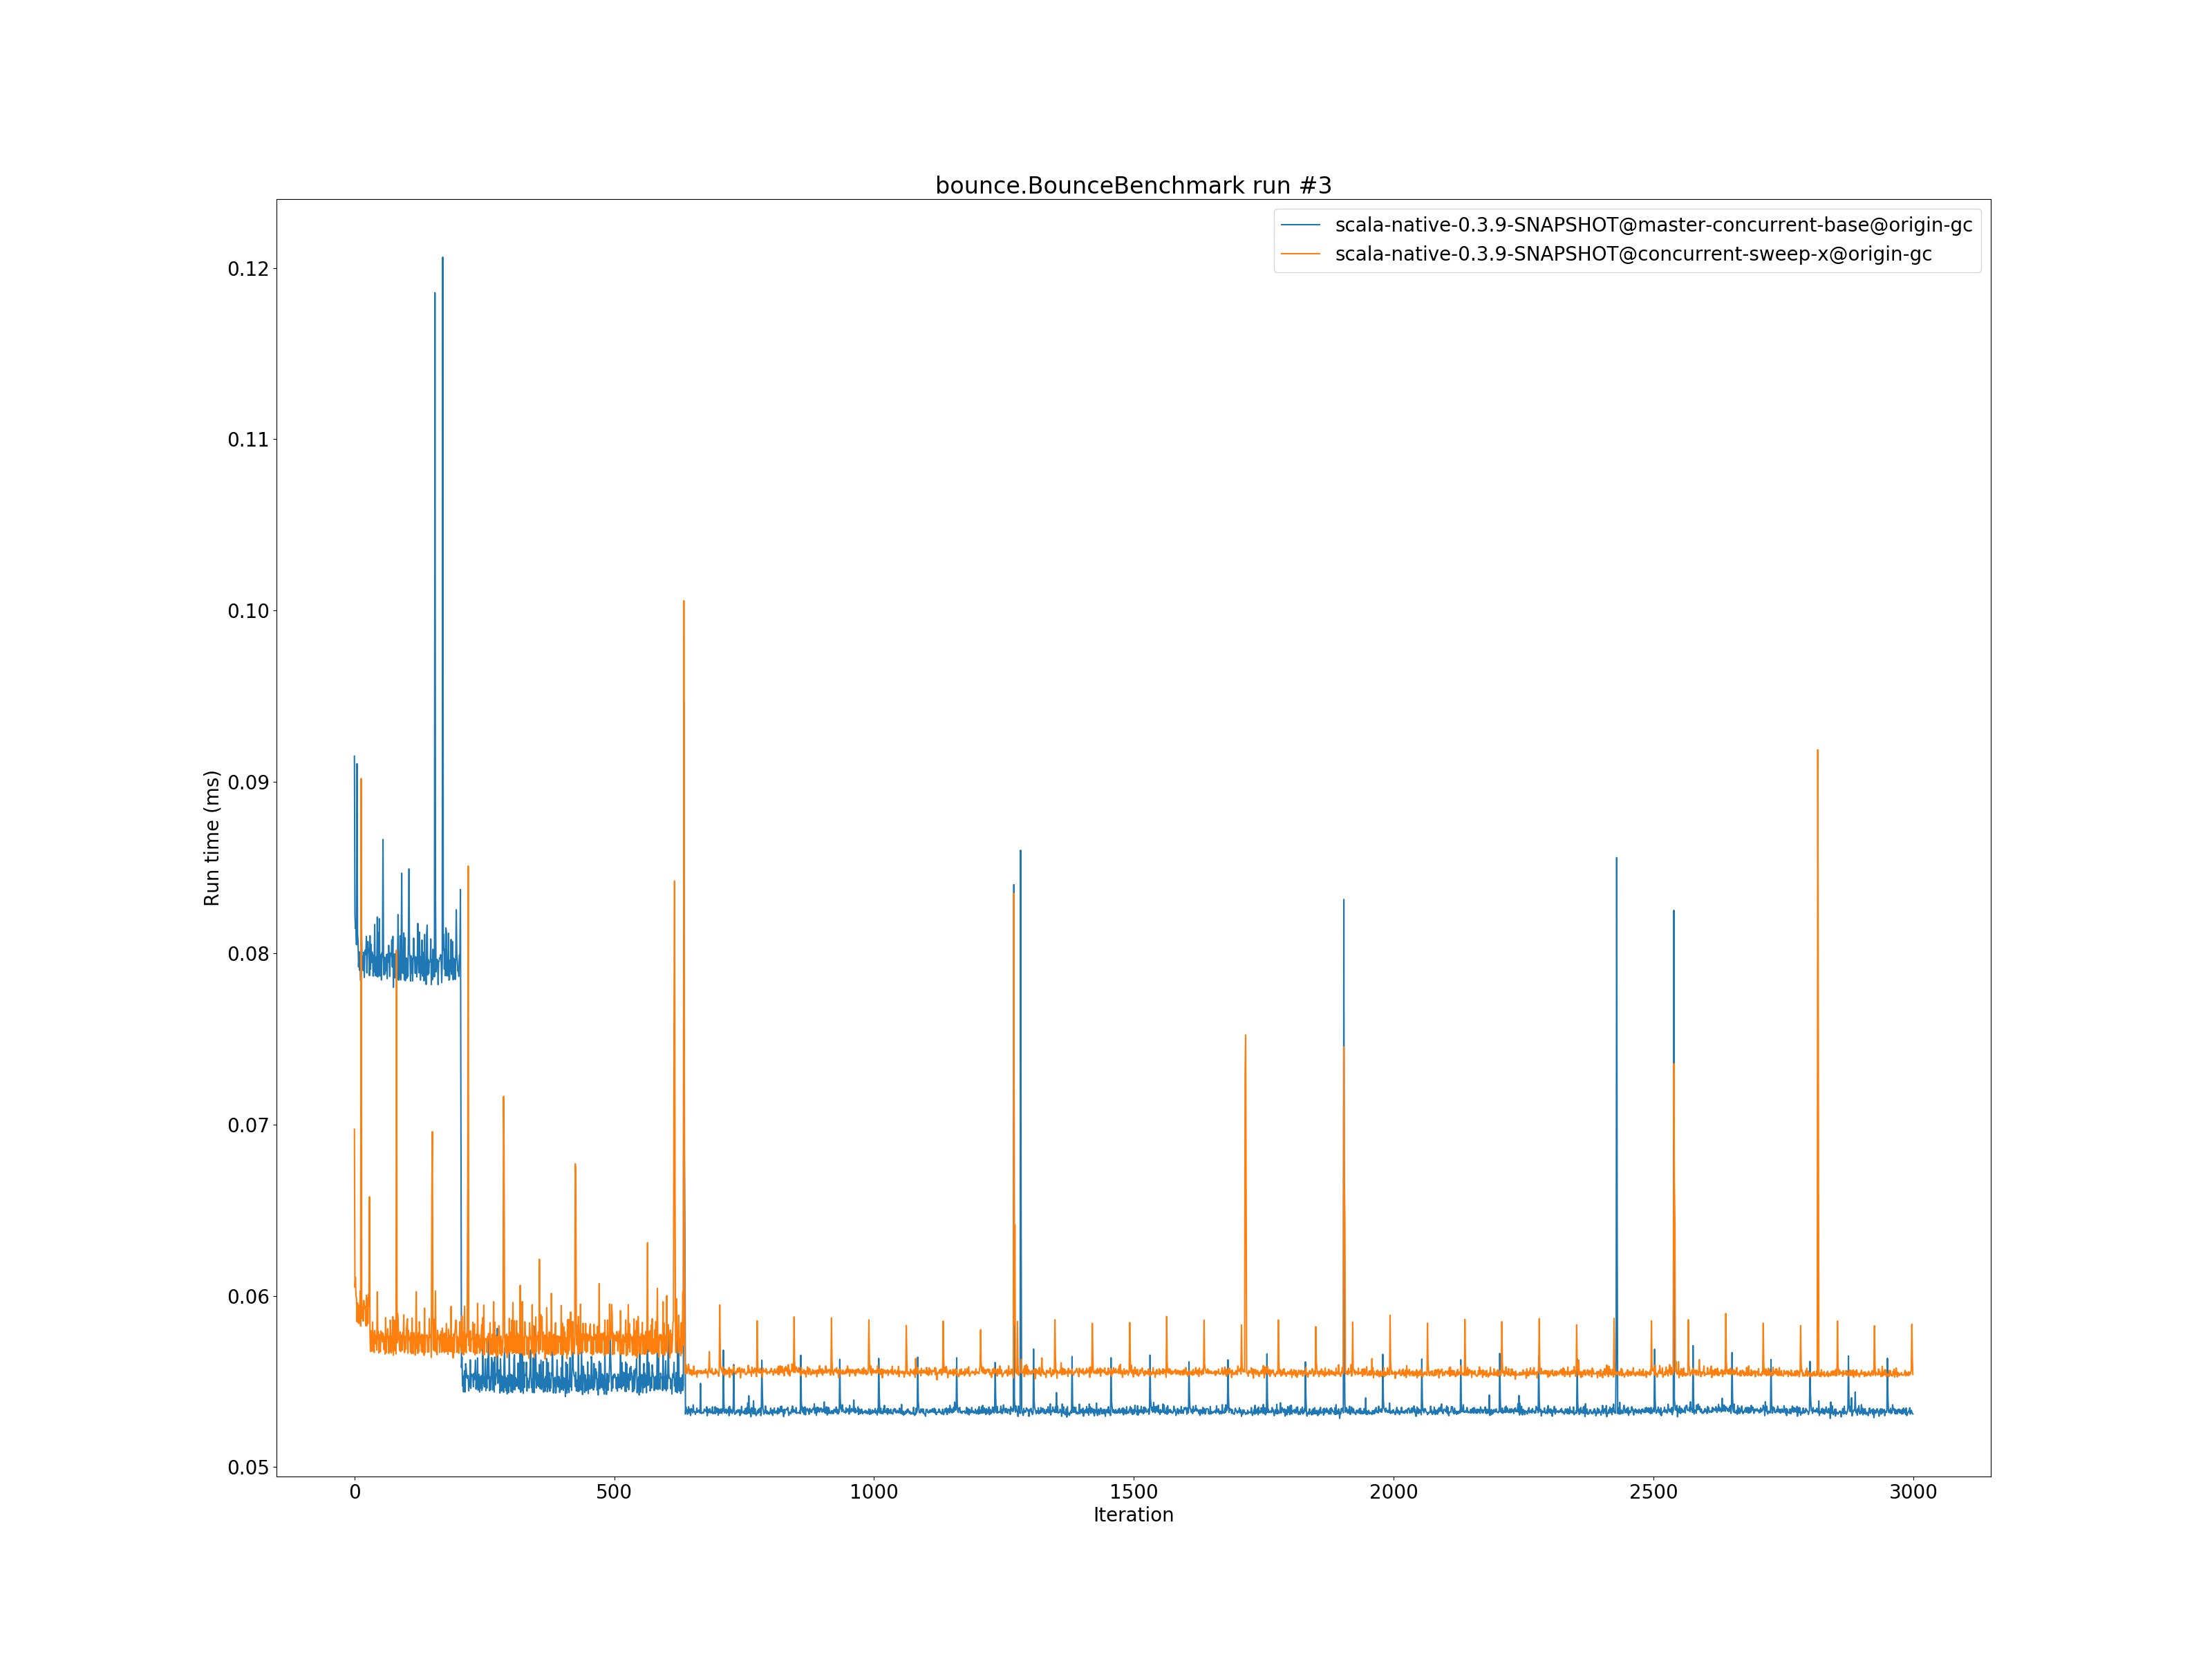 bounce.BounceBenchmark run #3
scala-native-0.3.9-SNAPSHOT@master-concurrent-base@origin-gc
scala-native-0.3.9-SNAPSHOT@concurrent-sweep-x@origin-gc
0.12
0.11
0.10
0.09
0.08
0.07
0.06
0.05
Run time (ms)
0 500 1000 1500 2000 2500 3000
Iteration